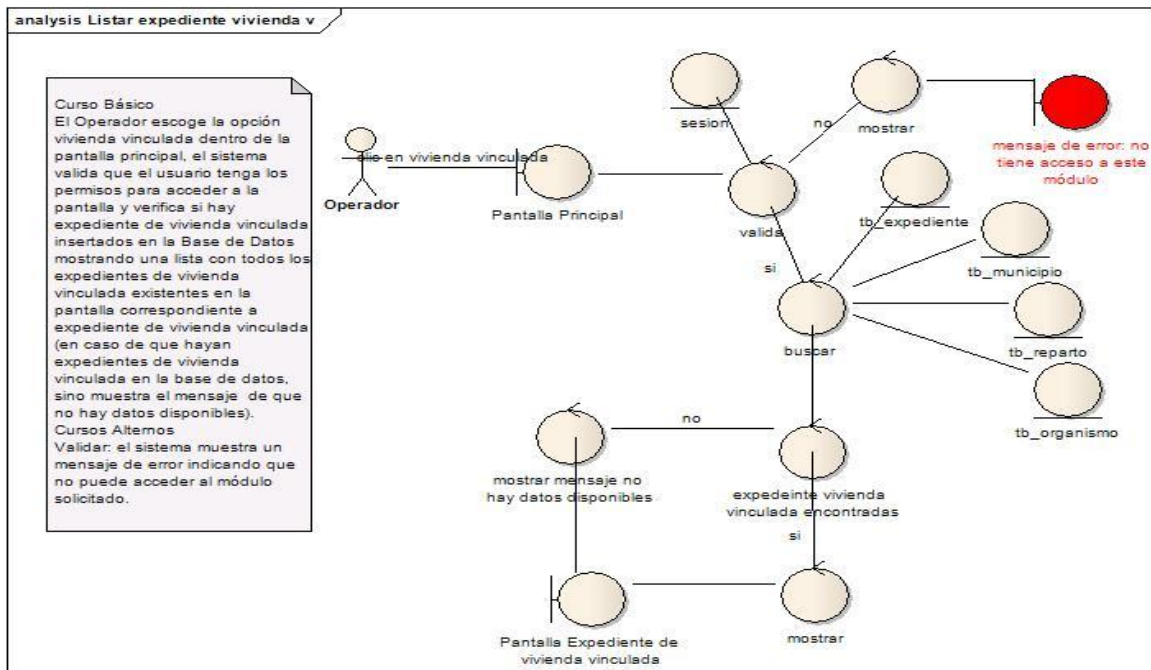 analysis Listar expediente vivienda v
Curso Básico
El Operador escoge la opción
vivienda vinculada dentro de la
pantalla principal, el sistema
valida que el usuario tenga los
permisos para acceder a la
pantalla y verifica si hay
expediente de vivienda vinculada
insertados en la Base de Datos
mostrando una lista con todos los
expedientes de vivienda
vinculada existentes en la
pantalla correspondiente a
expediente de vivienda vinculada
(en caso de que hayan
expedientes de vivienda
vinculada en la base de datos,
sino muestra el mensaje de que
no hay datos disponibles).
Cursos Alternos
Validar: el sistema muestra un
mensaje de error indicando que
no puede acceder al módulo
solicitado.
Operador
clic en vivienda vinculada
Pantalla Principal
sesion
valida
no
mostrar
mensaje de error: no
tiene acceso a este
módulo
si
buscar
tb_expediente
tb_municipio
tb_reparto
tb_organismo
expedeinte vivienda
vinculada encontradas
no
mostrar mensaje no
hay datos disponibles
si
mostrar
Pantalla Expediente de
vivienda vinculada